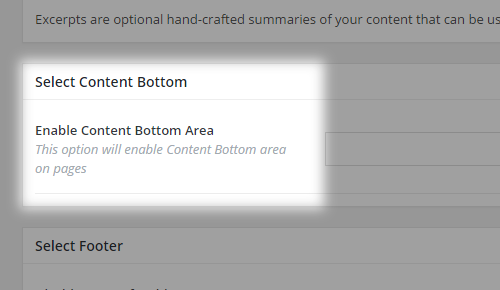 Excerpts are optional hand-crafted summaries of your content that can be
Select Content Bottom
Enable Content Bottom Area
This option will enable Content Bottom area
on pages
Select Footer